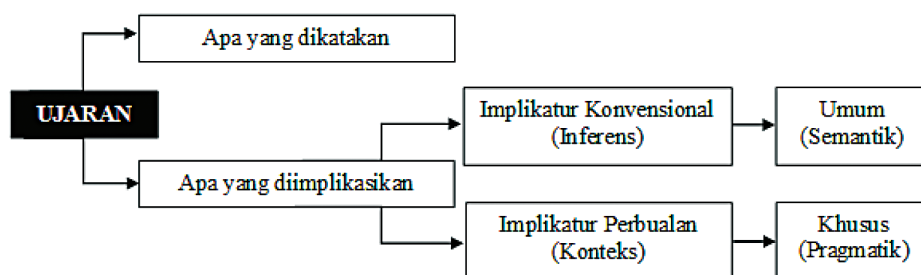 Apa yang dikatakan
UJARAN
Apa yang diimplikasikan
Implikatur Konvensional
(Inferens)
Umum
(Semantik)
Implikatur Perbualan
(Konteks)
Khusus
(Pragmatik)